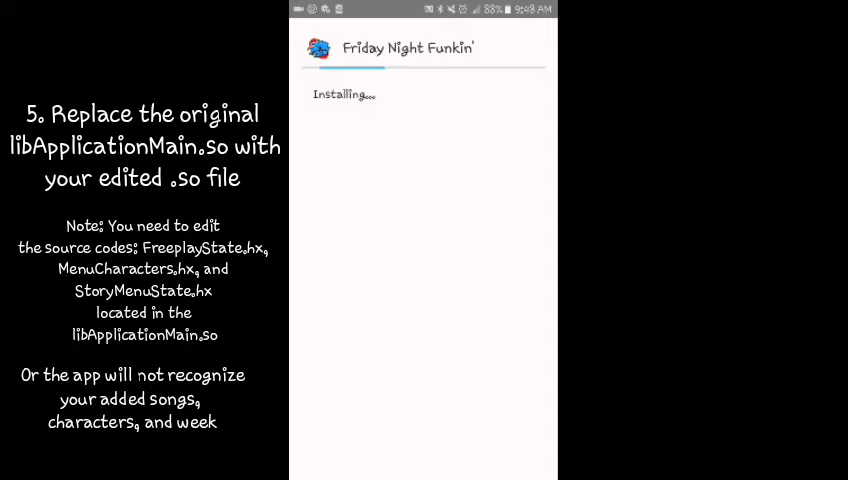 88% 9:48 AM
Friday Night Funkin'
Installing...
5. Replace the original
libApplicationMain.so with
your edited .so file
Note: You need to edit
the source codes: FreeplayState.hx,
MenuCharacters.hx, and
StoryMenuState.hx
located in the
libApplicationMain.so
Or the app will not recognize
your added songs,
characters, and week